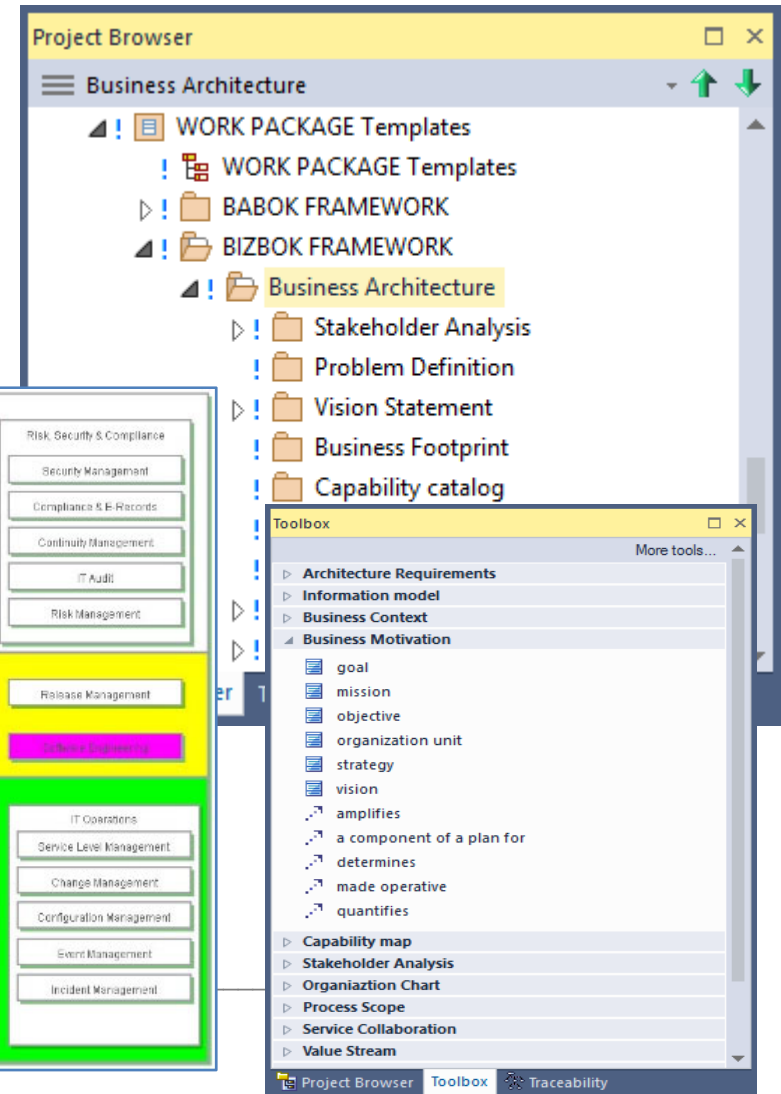 Project Browser
Business Architecture
WORK PACKAGE Templates
WORK PACKAGE Templates
BABOK FRAMEWORK
BIZBOK FRAMEWORK
Business Architecture
Stakeholder Analysis
Problem Definition
Vision Statement
Business Footprint
Capability catalog
Risk, Security & Compliance
Security Management
Compliance & E-Records
Continuity Management
IT Audit
Risk Management
Release Management
Software Engineering
IT Operations
Service Level Management
Change Management
Configuration Management
Event Management
Incident Management
er
Toolbox
More tools...
Architecture Requirements
Information model
Business Context
Business Motivation
goal
mission
objective
organization unit
strategy
vision
amplifies
a component of a plan for
determines
made operative
quantifies
Capability map
Stakeholder Analysis
Organiaztion Chart
Process Scope
Service Collaboration
Value Stream
Project Browser Toolbox Traceability